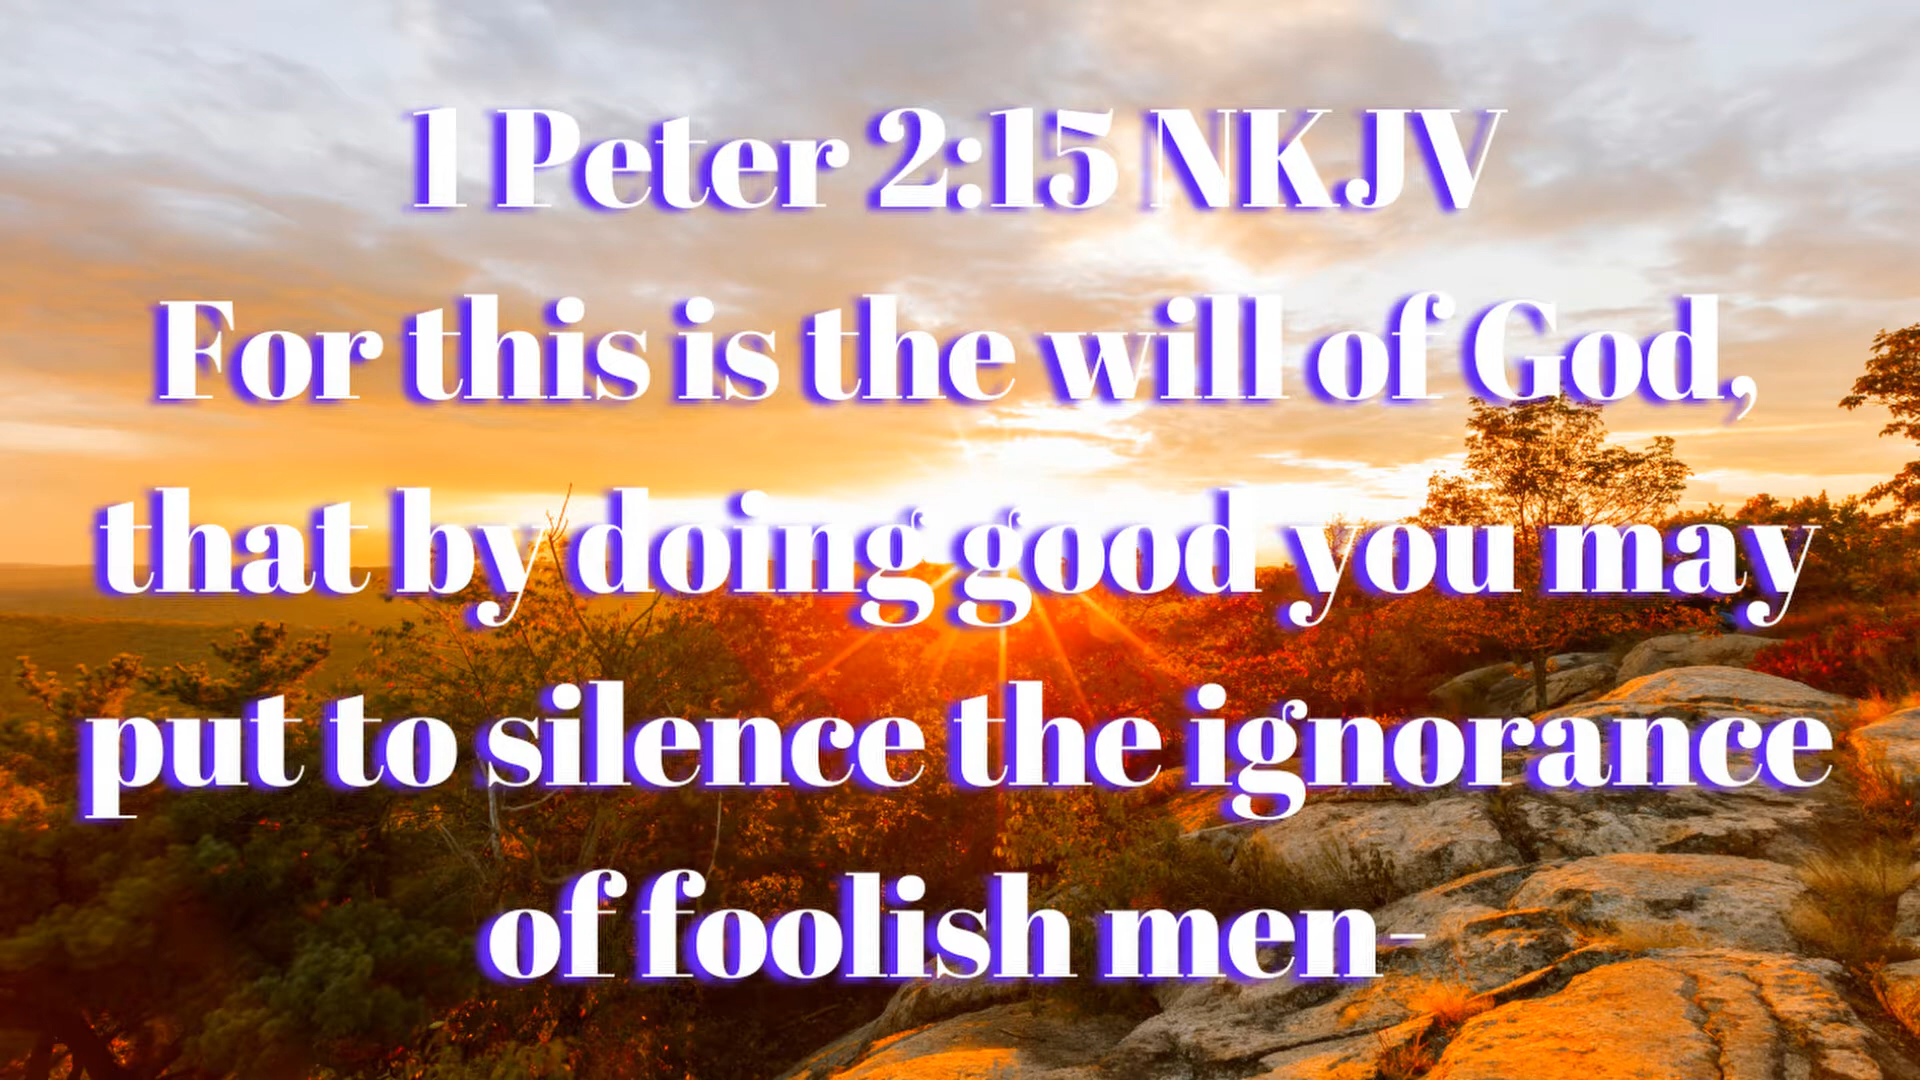 1 Peter 2:15 NKJV
For this is the will of God,
that by doing good you may
put to silence the ignorance
of foolish men-